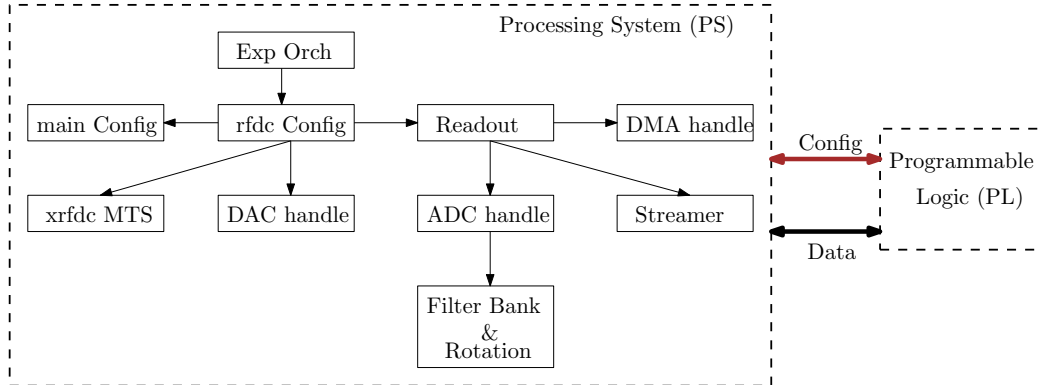 Processing System (PS)
Exp Orch
main Config
rfdc Config
Readout
DMA handle
Config
Programmable
Logic (PL)
xrfdc MTS
DAC handle
ADC handle
Streamer
Data
Filter Bank
&
Rotation